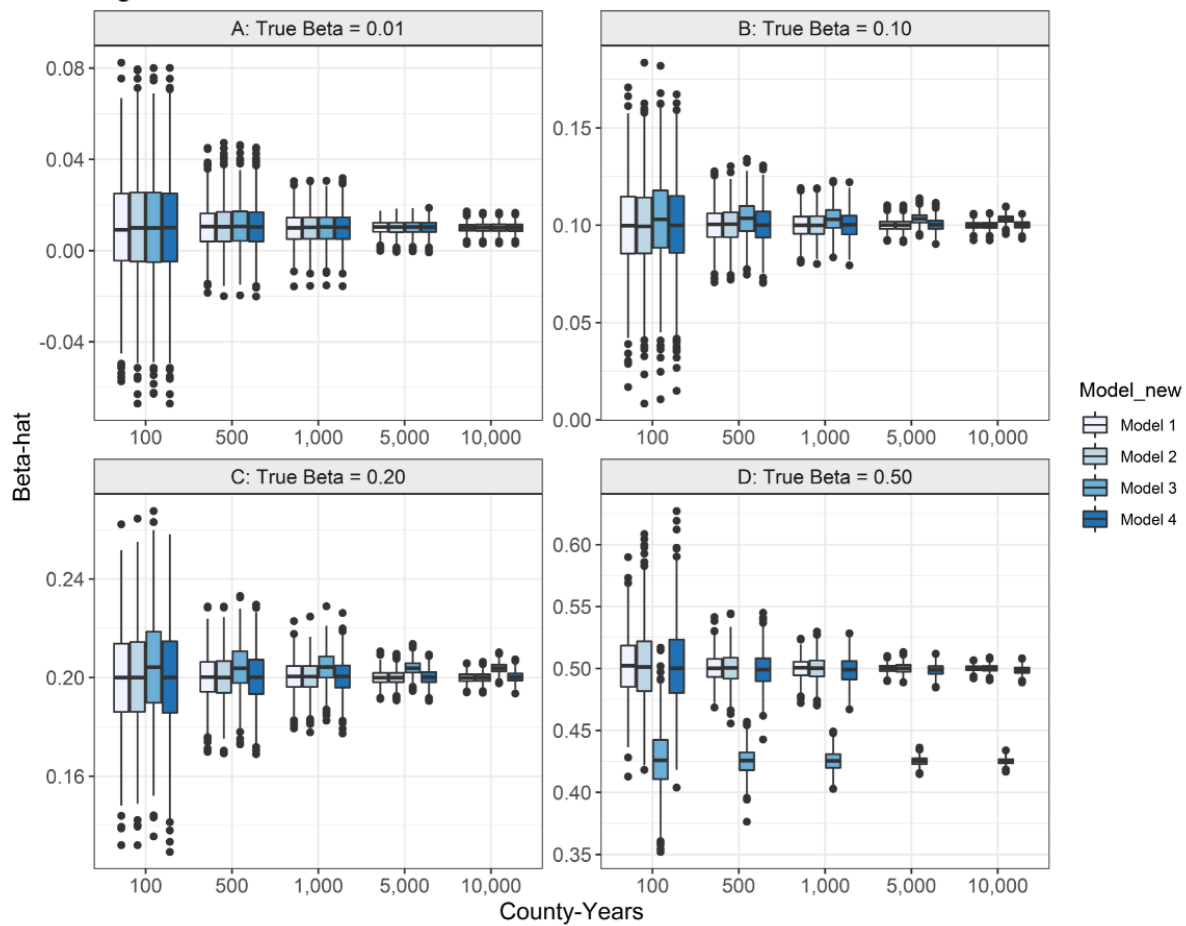 A: True Beta = 0.01
B: True Beta = 0.10
0.08
0.04
0.00
-0.04
0.15
0.10
0.05
0.00
100 500 1,000 5,000 10,000
100 500 1,000 5,000 10,000
Beta-hat
C: True Beta = 0.20
D: True Beta = 0.50
0.24
0.20
0.16
0.60
0.55
0.50
0.45
0.40
0.35
100 500 1,000 5,000 10,000
100 500 1,000 5,000 10,000
County-Years
Model_new
Model 1
Model 2
Model 3
Model 4